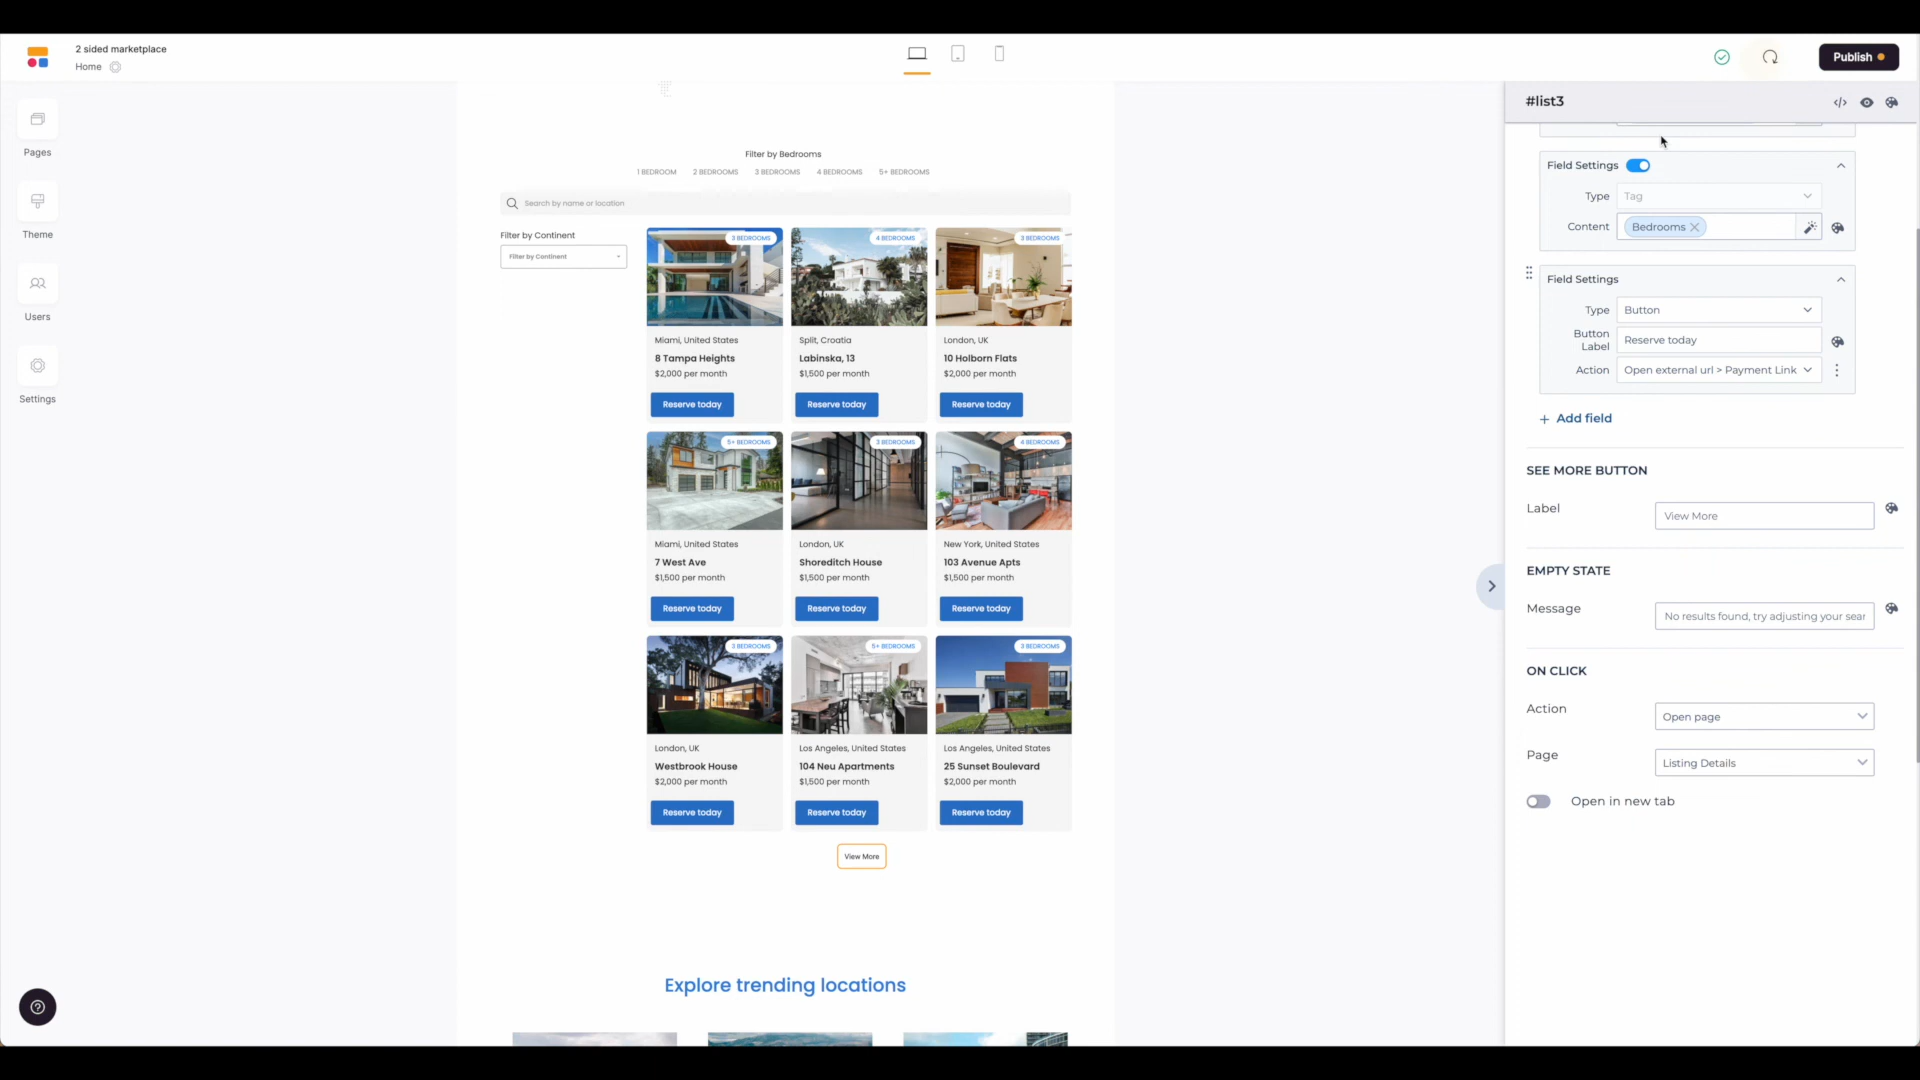 2 sided marketplace
Home
Publish
Pages
Theme
Users
Settings
Filter by Bedrooms
1 BEDROOM 2 BEDROOMS 3 BEDROOMS 4 BEDROOMS 5+ BEDROOMS
Search by name or location
Filter by Continent
Filter by Continent
3 BEDROOMS
Miami, United States
8 Tampa Heights
$2,000 per month
Reserve today
4 BEDROOMS
Split, Croatia
Labinska, 13
$1,500 per month
Reserve today
3 BEDROOMS
London, UK
10 Holborn Flats
$2,000 per month
Reserve today
5+ BEDROOMS
Miami, United States
7 West Ave
$1,500 per month
Reserve today
3 BEDROOMS
London, UK
Shoreditch House
$1,500 per month
Reserve today
4 BEDROOMS
New York, United States
103 Avenue Apts
$1,500 per month
Reserve today
3 BEDROOMS
London, UK
Westbrook House
$2,000 per month
Reserve today
5+ BEDROOMS
Los Angeles, United States
104 Neu Apartments
$1,500 per month
Reserve today
3 BEDROOMS
Los Angeles, United States
25 Sunset Boulevard
$2,000 per month
Reserve today
View More
Explore trending locations
#list3
Field Settings
Type Tag
Content Bedrooms
Field Settings
Type Button
Button Label Reserve today
Action Open external url > Payment Link
+ Add field
SEE MORE BUTTON
Label View More
EMPTY STATE
Message No results found, try adjusting your sear
ON CLICK
Action Open page
Page Listing Details
Open in new tab